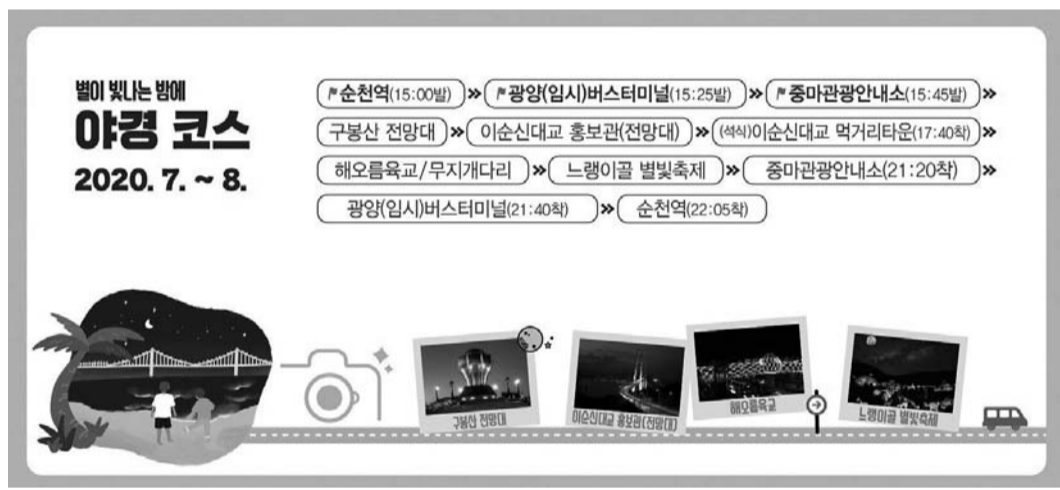 별이 빛나는 밤에
야경 코스
2020. 7. ~ 8.
순천역(15:00발) » 광양(임시)버스터미널(15:25발) » 중마관광안내소(15:45발) »
구봉산 전망대 » 이순신대교 홍보관(전망대) » (석식)이순신대교 먹거리타운(17:40착) »
해오름육교/무지개다리 » 느랭이골 별빛축제 » 중마관광안내소(21:20착) »
광양(임시)버스터미널(21:40착) » 순천역(22:05착)
구봉산 전망대
이순신대교 홍보관(전망대)
해오름육교
느랭이골 별빛축제